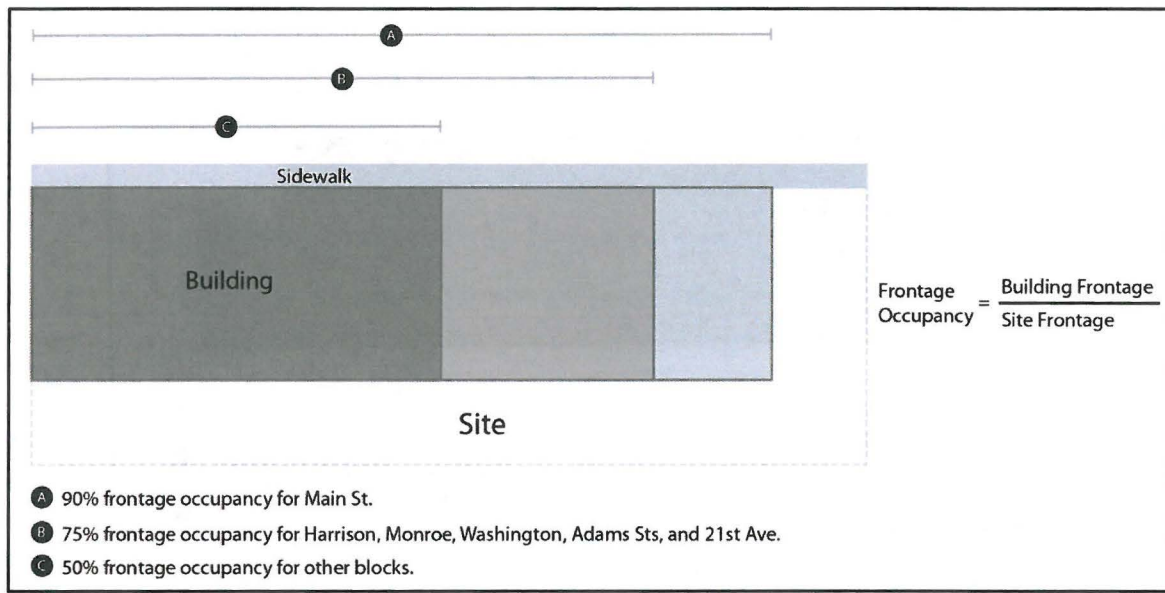 A
B
C
Sidewalk
Building
Site
Frontage Occupancy = Building Frontage / Site Frontage
A 90% frontage occupancy for Main St.
B 75% frontage occupancy for Harrison, Monroe, Washington, Adams Sts, and 21st Ave.
C 50% frontage occupancy for other blocks.